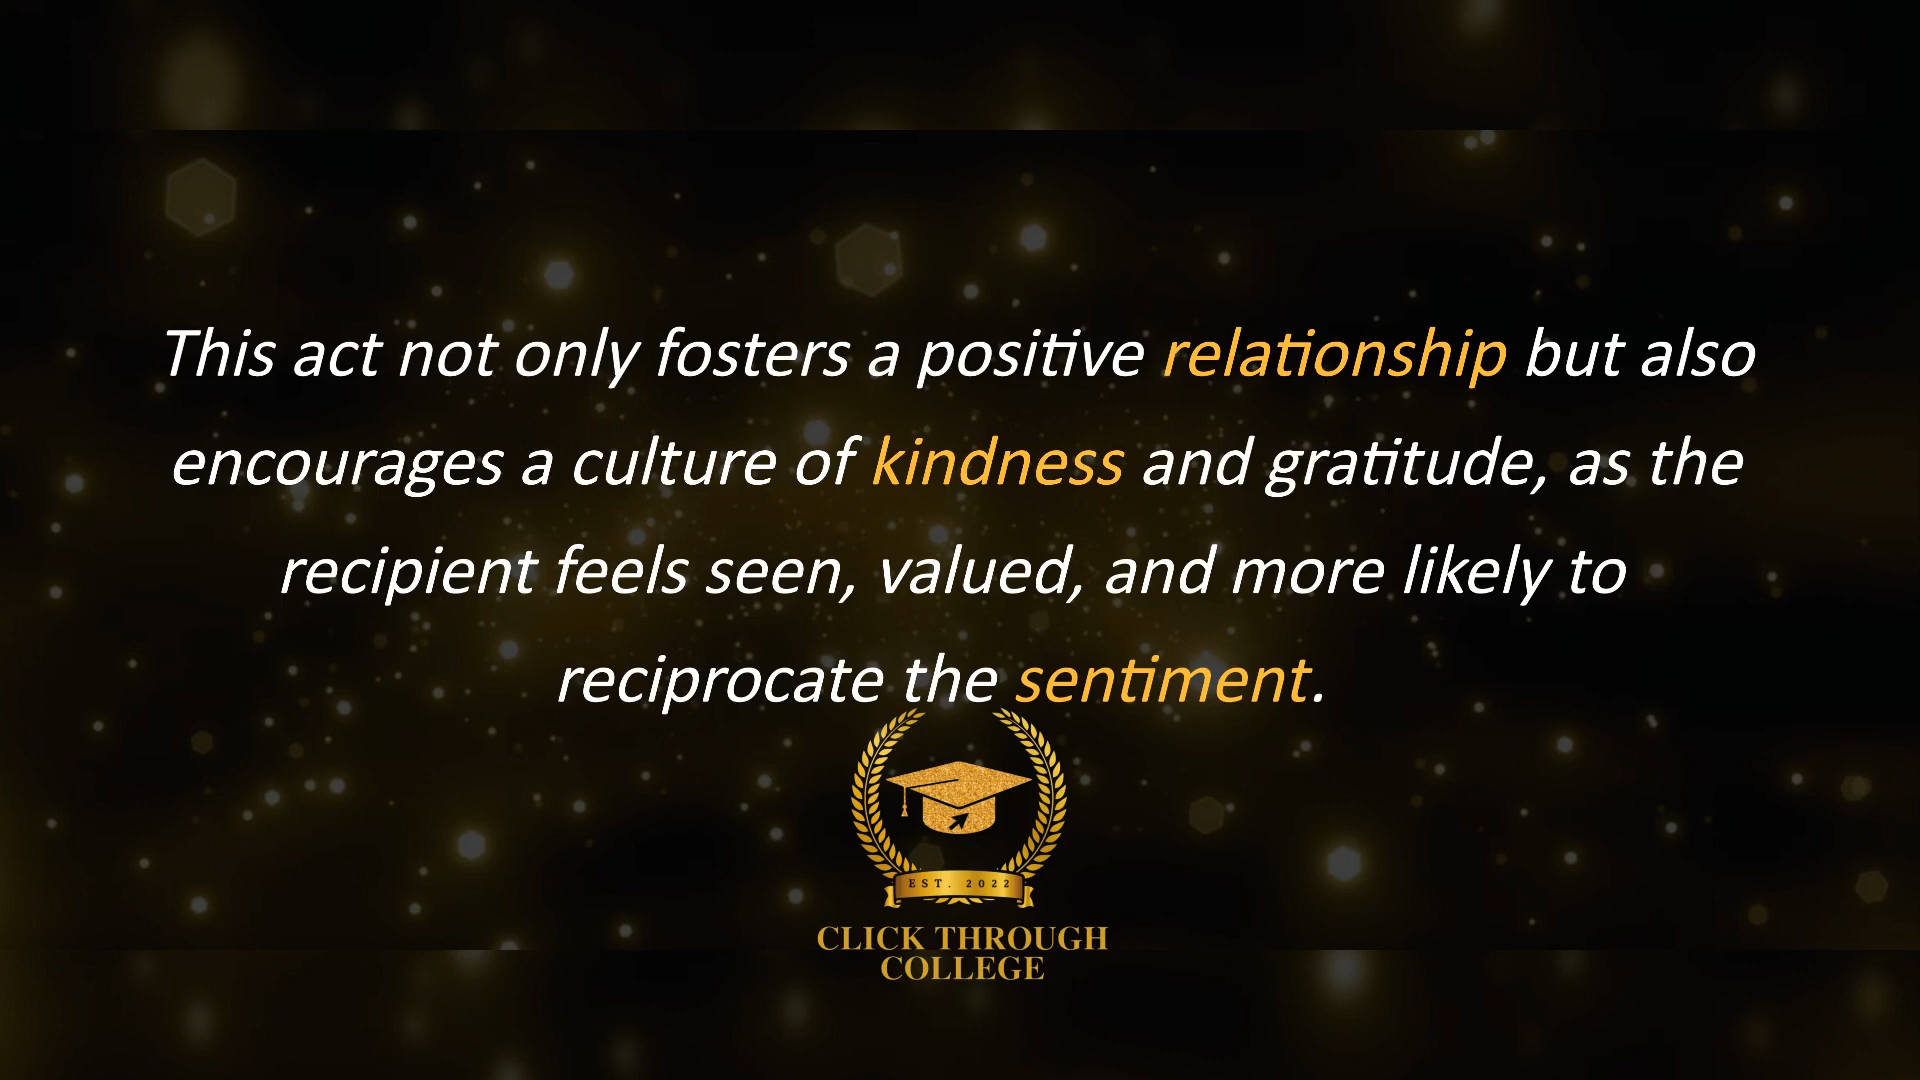 This act not only fosters a positive relationship but also
encourages a culture of kindness and gratitude, as the
recipient feels seen, valued, and more likely to
reciprocate the sentiment.
EST. 2022
CLICK THROUGH
COLLEGE